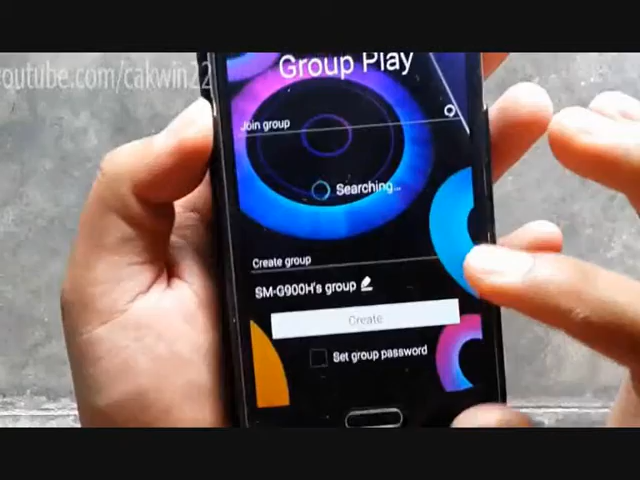 youtube.com/cakwin22
Group Play
Join group
Searching...
Create group
SM-G900H's group
Create
Set group password